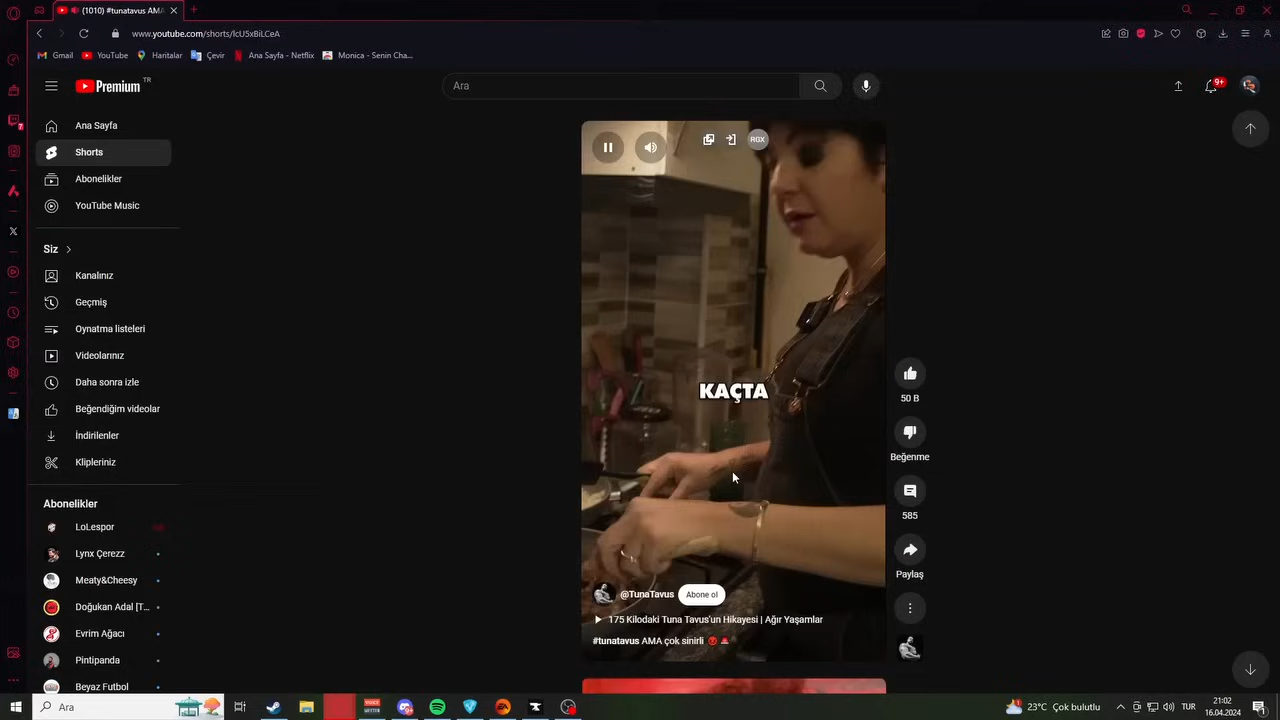 (1010) #tunatavus AMA
www.youtube.com/shorts/lcU5xBiLCeA
Gmail
YouTube
Haritalar
Çevir
Ana Sayfa - Netflix
Monica - Senin Chat...
Premium TR
Ara
9+
Ana Sayfa
Shorts
Abonelikler
YouTube Music
Siz
Kanalınız
Geçmiş
Oynatma listeleri
Videolarınız
Daha sonra izle
Beğendiğim videolar
İndirilenler
Klipleriniz
Abonelikler
LoLespor
Lynx Çerezz
Meaty&Cheesy
Doğukan Adal [T...
Evrim Ağacı
Pintipanda
Beyaz Futbol
RGX
KAÇTA
@TunaTavus
Abone ol
175 Kilodaki Tuna Tavus'un Hikayesi | Ağır Yaşamlar
#tunatavus AMA çok sinirli
50 B
Beğenme
585
Paylaş
Ara
23°C Çok bulutlu
TUR
21:02
16.04.2024